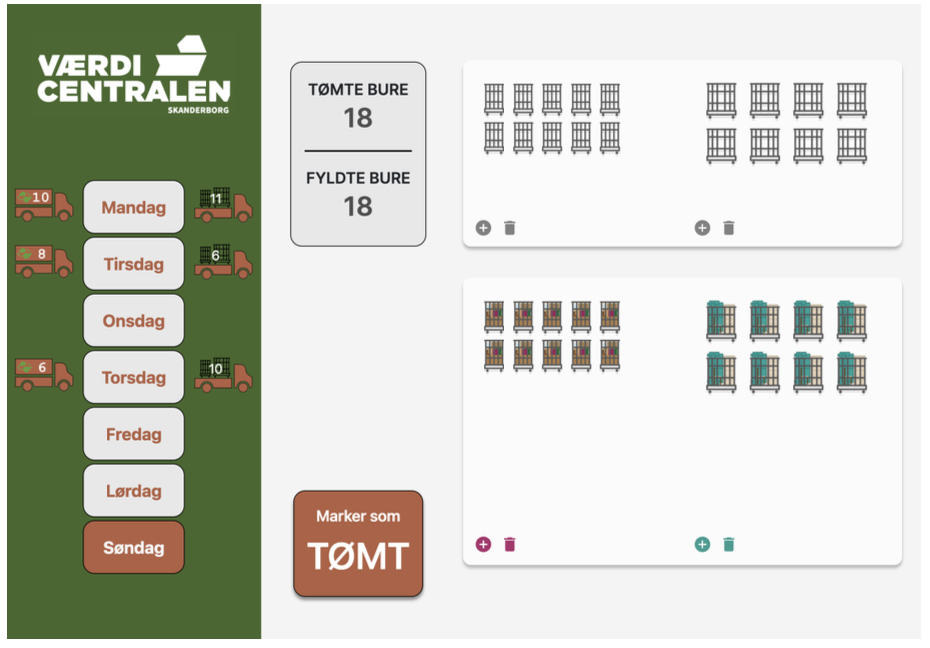 VÆRDI
CENTRALEN
SKANDERBORG
10
Mandag
11
8
Tirsdag
6
Onsdag
6
Torsdag
10
Fredag
Lørdag
Søndag
TØMTE BURE
18
FYLDTE BURE
18
Marker som
TØMT